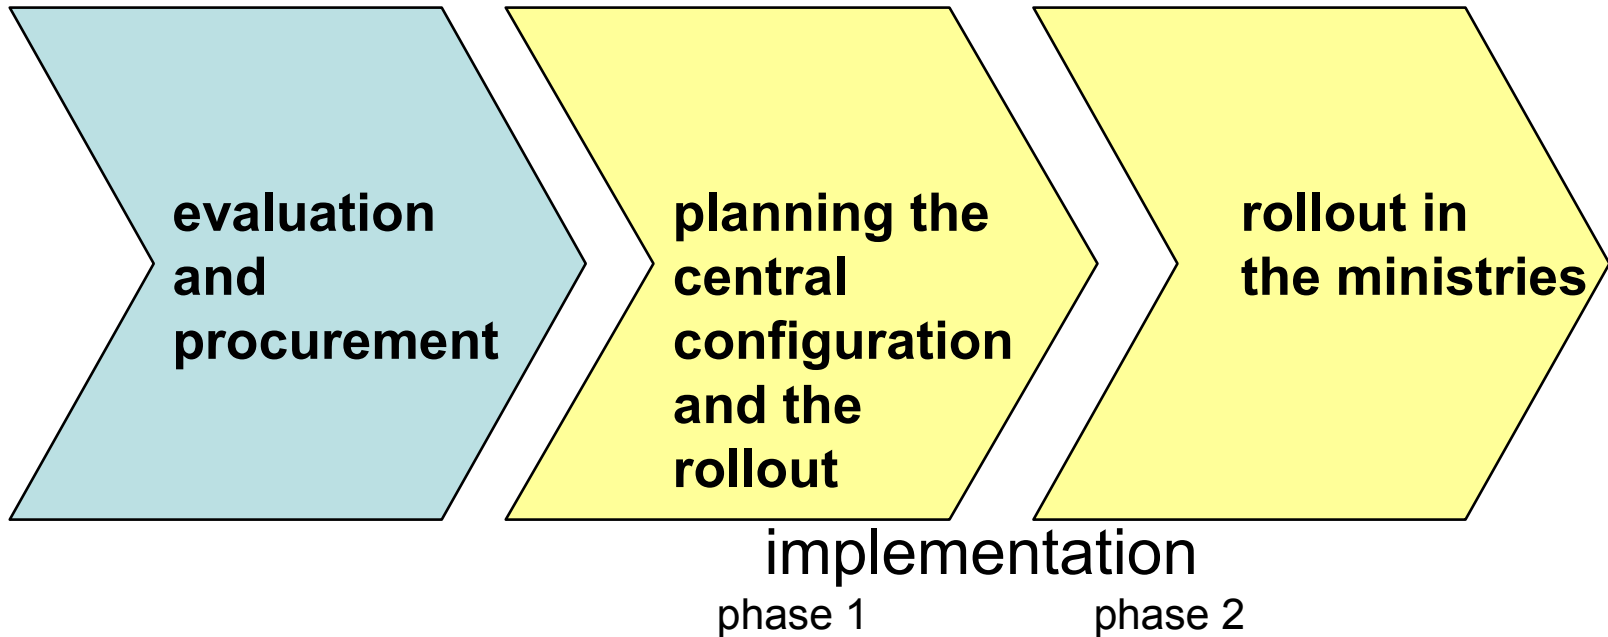 evaluation
and
procurement
planning the
central
configuration
and the
rollout
rollout in
the ministries
implementation
phase 1 phase 2